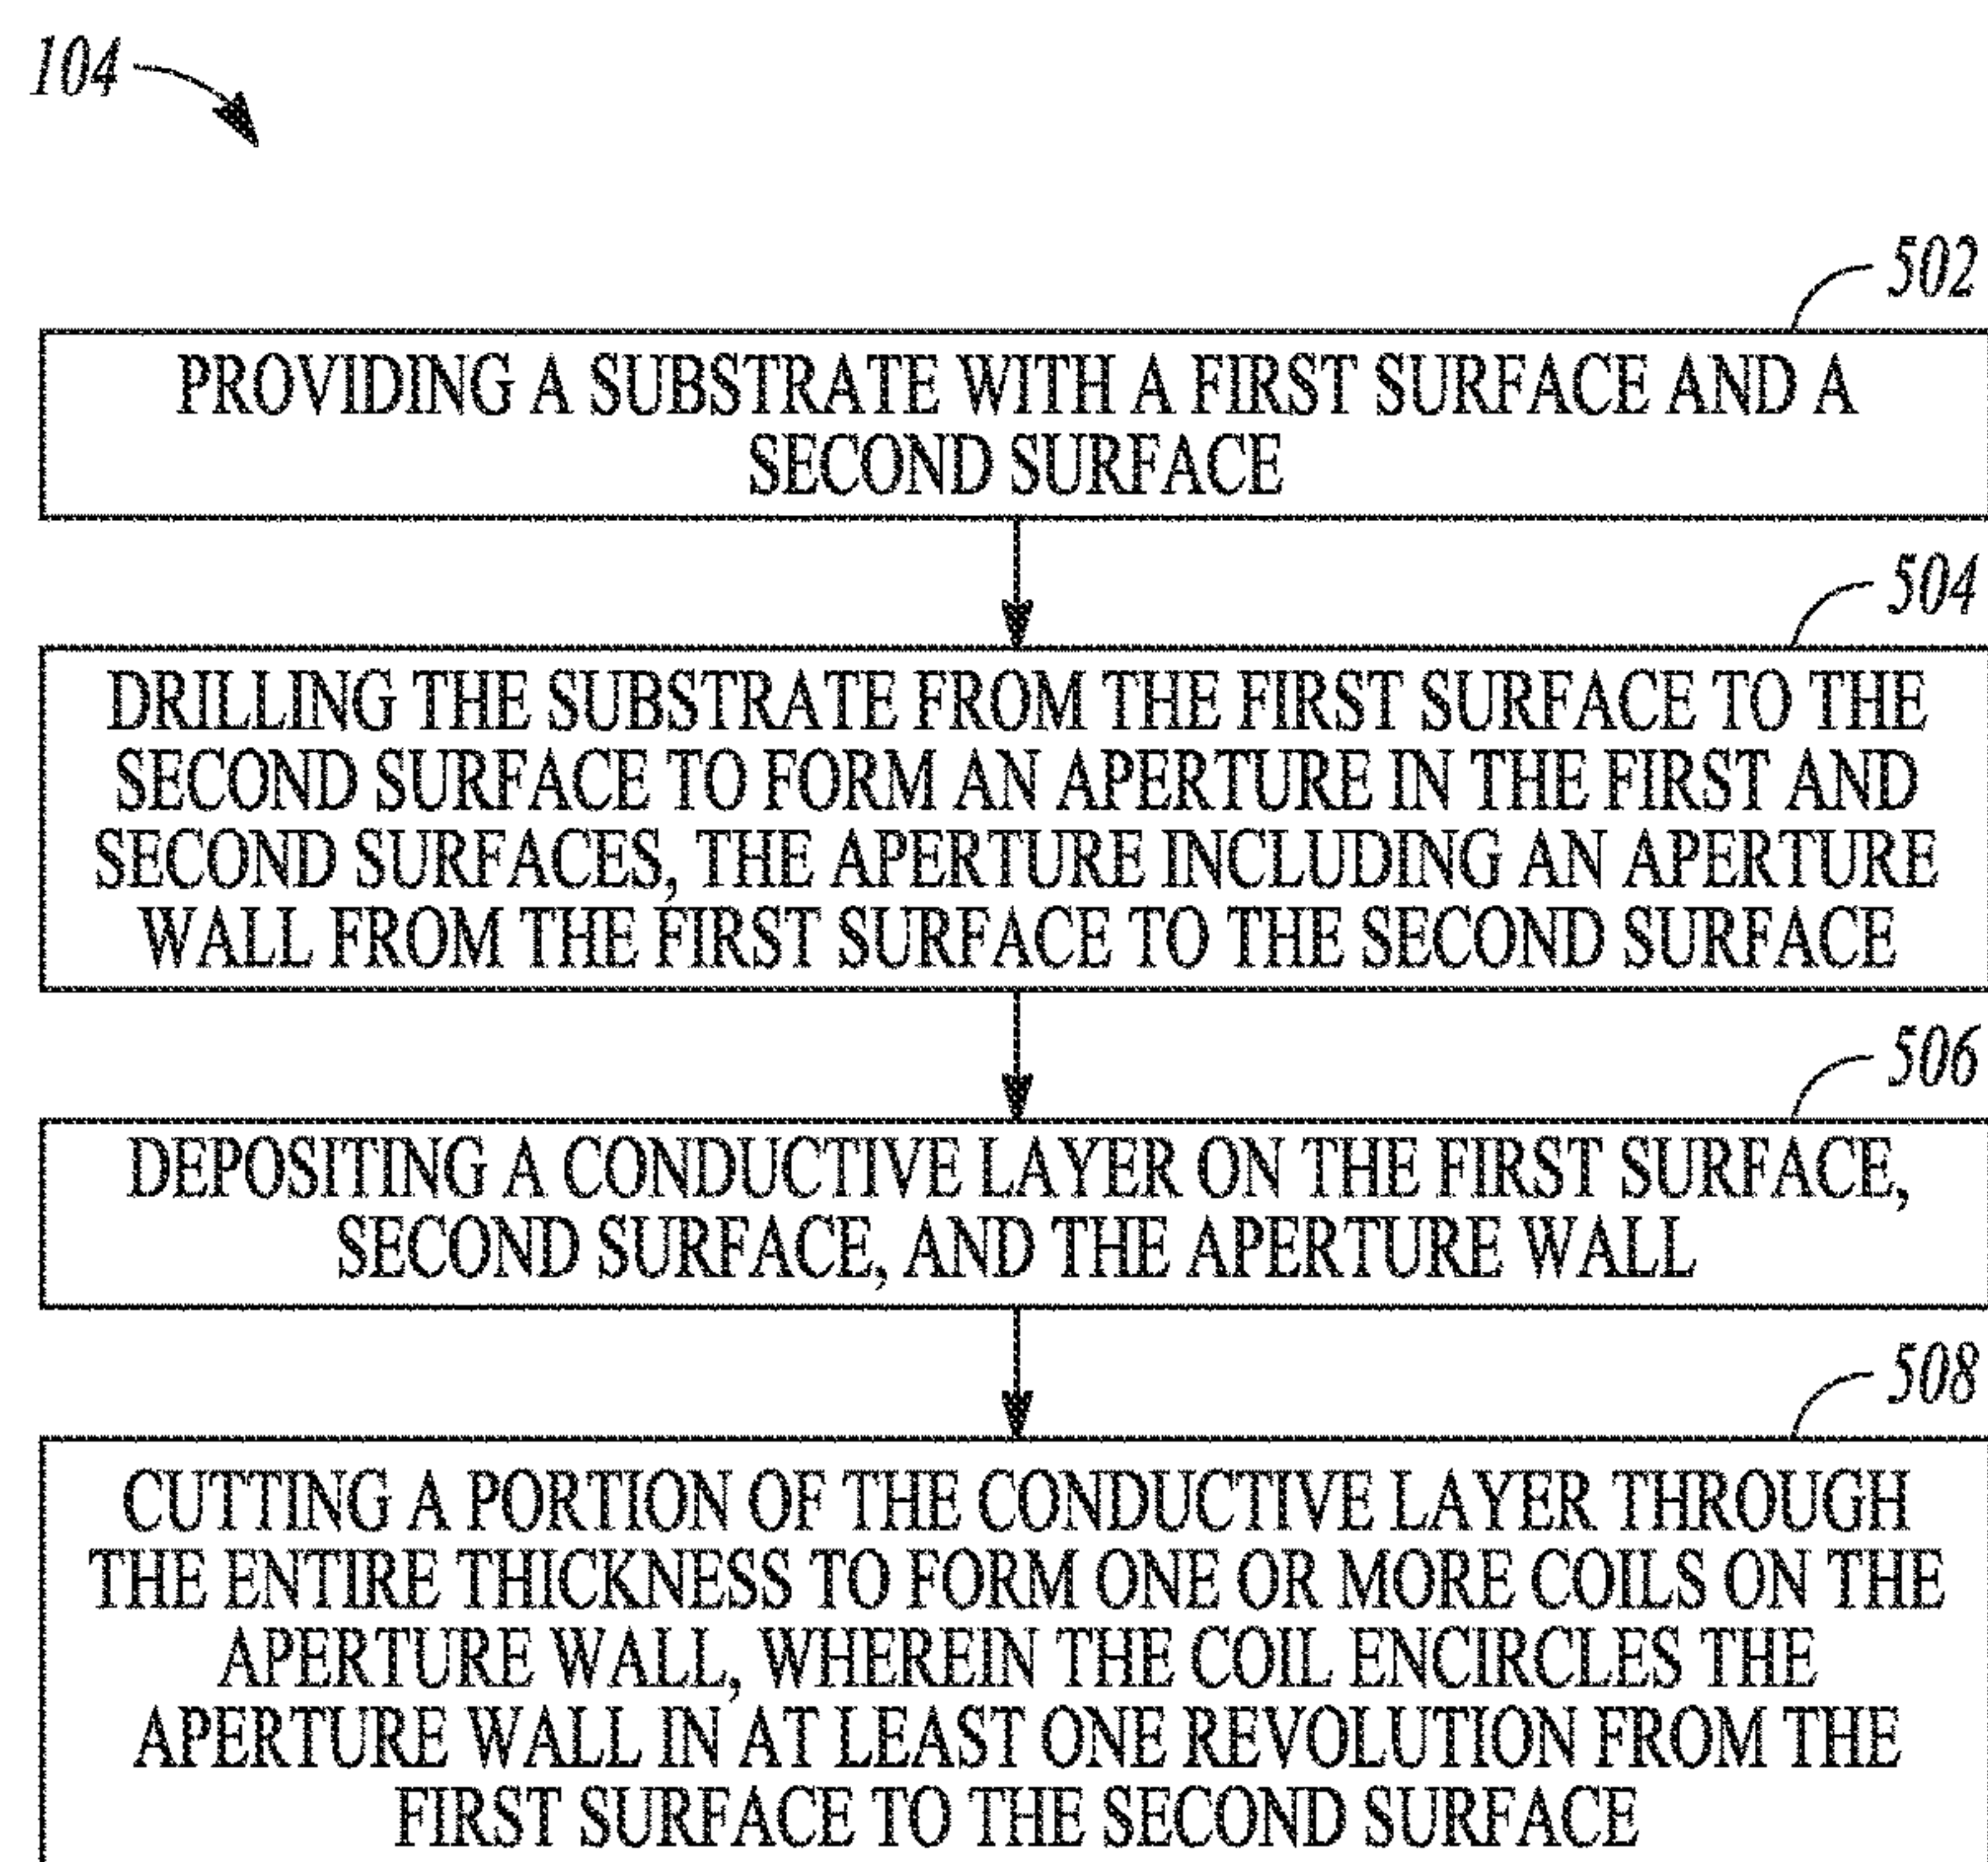 104
502
PROVIDING A SUBSTRATE WITH A FIRST SURFACE AND A
SECOND SURFACE
504
DRILLING THE SUBSTRATE FROM THE FIRST SURFACE TO THE
SECOND SURFACE TO FORM AN APERTURE IN THE FIRST AND
SECOND SURFACES, THE APERTURE INCLUDING AN APERTURE
WALL FROM THE FIRST SURFACE TO THE SECOND SURFACE
506
DEPOSITING A CONDUCTIVE LAYER ON THE FIRST SURFACE,
SECOND SURFACE, AND THE APERTURE WALL
508
CUTTING A PORTION OF THE CONDUCTIVE LAYER THROUGH
THE ENTIRE THICKNESS TO FORM ONE OR MORE COILS ON THE
APERTURE WALL, WHEREIN THE COIL ENCIRCLES THE
APERTURE WALL IN AT LEAST ONE REVOLUTION FROM THE
FIRST SURFACE TO THE SECOND SURFACE